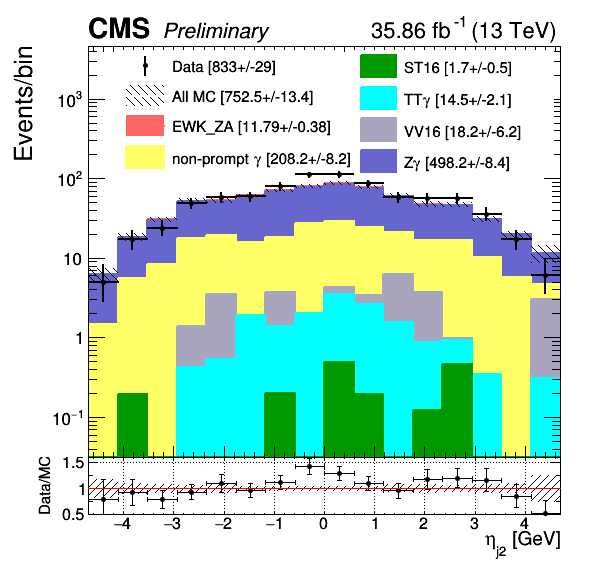 CMS Preliminary 35.86 fb⁻¹ (13 TeV)
Events/bin
Data [833+/-29]
All MC [752.5+/-13.4]
EWK_ZA [11.79+/-0.38]
non-prompt γ [208.2+/-8.2]
ST16 [1.7+/-0.5]
TTγ [14.5+/-2.1]
VV16 [18.2+/-6.2]
Zγ [498.2+/-8.4]
10³
10²
10
1
10⁻¹
Data/MC
1.5
1
0.5
−4 −3 −2 −1 0 1 2 3 4
η_j2 [GeV]